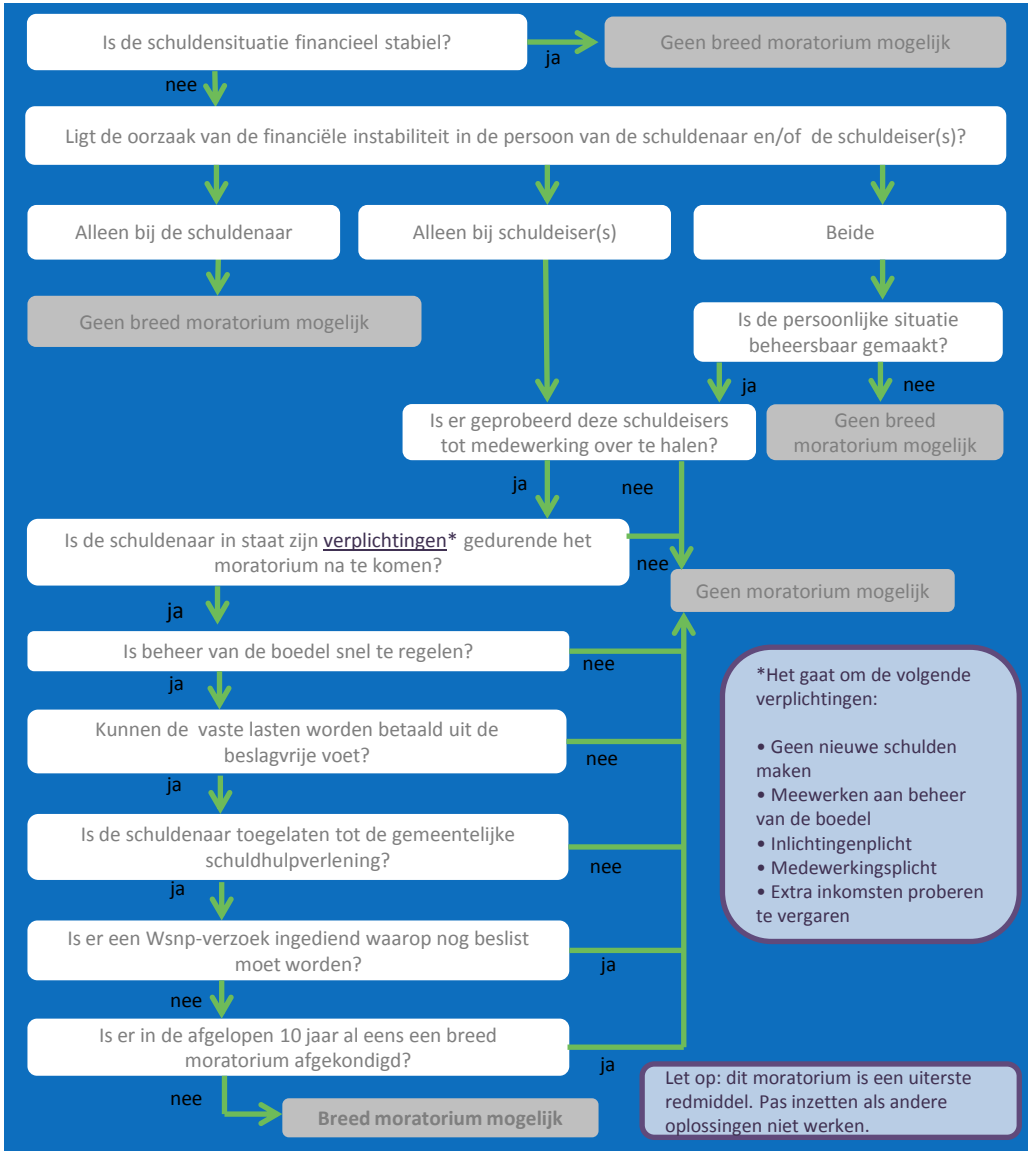 Is de schuldensituatie financieel stabiel?
ja
Geen breed moratorium mogelijk
nee
Ligt de oorzaak van de financiële instabiliteit in de persoon van de schuldenaar en/of de schuldeiser(s)?
Alleen bij de schuldenaar
Alleen bij schuldeiser(s)
Beide
Geen breed moratorium mogelijk
Is de persoonlijke situatie
beheersbaar gemaakt?
ja
nee
Is er geprobeerd deze schuldeisers
tot medewerking over te halen?
Geen breed
moratorium mogelijk
ja
nee
Is de schuldenaar in staat zijn verplichtingen* gedurende het
moratorium na te komen?
nee
Geen moratorium mogelijk
ja
Is beheer van de boedel snel te regelen?
nee
ja
Kunnen de vaste lasten worden betaald uit de
beslagvrije voet?
nee
ja
Is de schuldenaar toegelaten tot de gemeentelijke
schuldhulpverlening?
nee
ja
Is er een Wsnp-verzoek ingediend waarop nog beslist
moet worden?
ja
nee
Is er in de afgelopen 10 jaar al eens een breed
moratorium afgekondigd?
ja
nee
Breed moratorium mogelijk
*Het gaat om de volgende
verplichtingen:
• Geen nieuwe schulden
maken
• Meewerken aan beheer
van de boedel
• Inlichtingenplicht
• Medewerkingsplicht
• Extra inkomsten proberen
te vergaren
Let op: dit moratorium is een uiterste
redmiddel. Pas inzetten als andere
oplossingen niet werken.